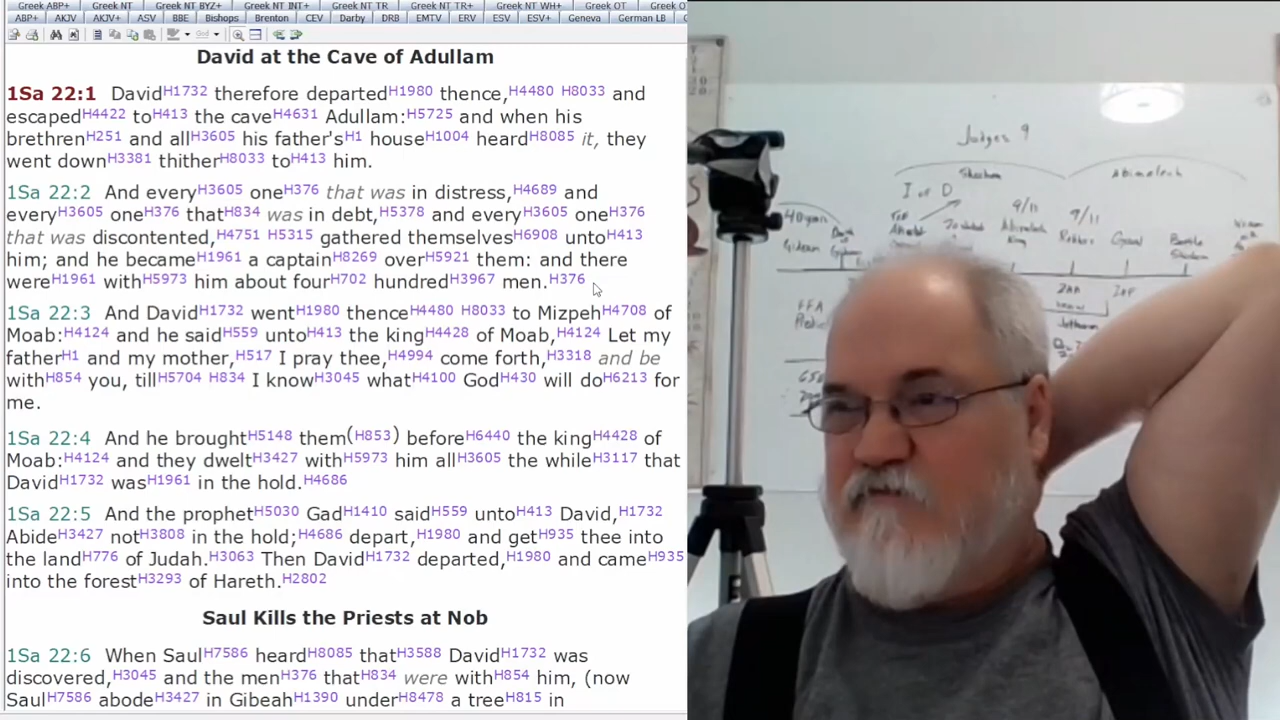 Greek ABP+ Greek NT Greek NT BYZ+ Greek NT INT+ Greek NT TR Greek NT TR+ Greek NT WH+ Greek OT Greek O
ABP+ AKJV AKJV+ ASV BBE Bishops Brenton CEV Darby DRB EMTV ERV ESV ESV+ Geneva German LB G
David at the Cave of Adullam
1Sa 22:1 DavidH1732 therefore departedH1980 thence,H4480 H8033 and
escapedH4422 toH413 the caveH4631 Adullam:H5725 and when his
brethrenH251 and allH3605 his father'sH1 houseH1004 heardH8085 it, they
went downH3381 thitherH8033 toH413 him.
1Sa 22:2 And everyH3605 oneH376 that was in distress,H4689 and
everyH3605 oneH376 thatH834 was in debt,H5378 and everyH3605 oneH376
that was discontented,H4751 H5315 gathered themselvesH6908 untoH413
him; and he becameH1961 a captainH8269 overH5921 them: and there
wereH1961 withH5973 him about fourH702 hundredH3967 men.H376
1Sa 22:3 And DavidH1732 wentH1980 thenceH4480 H8033 to MizpehH4708 of
Moab:H4124 and he saidH559 untoH413 the kingH4428 of Moab,H4124 Let my
fatherH1 and my mother,H517 I pray thee,H4994 come forth,H3318 and be
withH854 you, tillH5704 H834 I knowH3045 whatH4100 GodH430 will doH6213 for
me.
1Sa 22:4 And he broughtH5148 them(H853) beforeH6440 the kingH4428 of
Moab:H4124 and they dweltH3427 withH5973 him allH3605 the whileH3117 that
DavidH1732 wasH1961 in the hold.H4686
1Sa 22:5 And the prophetH5030 GadH1410 saidH559 untoH413 David,H1732
AbideH3427 notH3808 in the hold;H4686 depart,H1980 and getH935 thee into
the landH776 of Judah.H3063 Then DavidH1732 departed,H1980 and cameH935
into the forestH3293 of Hareth.H2802
Saul Kills the Priests at Nob
1Sa 22:6 When SaulH7586 heardH8085 thatH3588 DavidH1732 was
discovered,H3045 and the menH376 thatH834 were withH5973 him, (now
SaulH7586 abodeH3427 in GibeahH1390 underH8478 a treeH815 in
Judges 9
Shechem
Abimelech
I of D
9/11
9/11
Gideon
King
Gaal